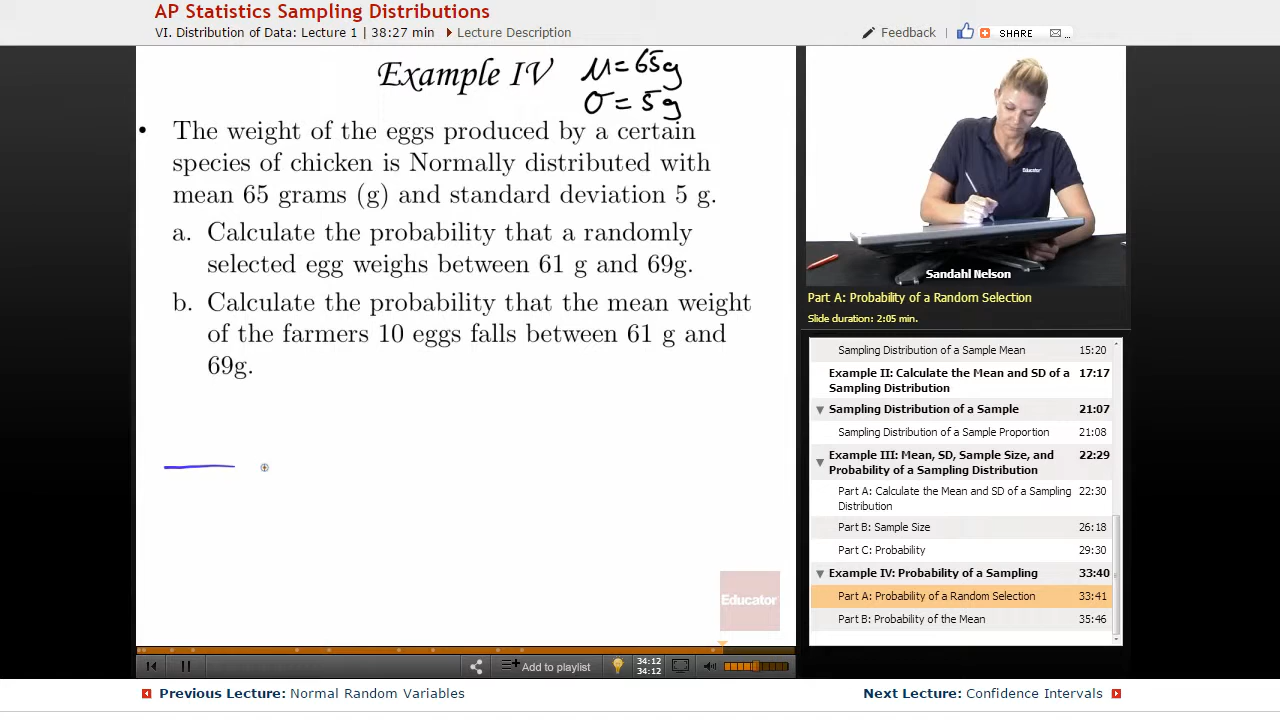 AP Statistics Sampling Distributions
VI. Distribution of Data: Lecture 1 | 38:27 min Lecture Description
Feedback SHARE ...
Example IV
μ = 65g
σ = 5g
• The weight of the eggs produced by a certain
species of chicken is Normally distributed with
mean 65 grams (g) and standard deviation 5 g.
a. Calculate the probability that a randomly
selected egg weighs between 61 g and 69g.
b. Calculate the probability that the mean weight
of the farmers 10 eggs falls between 61 g and
69g.
Educator
Add to playlist
34:12
34:12
Educator
Sandahl Nelson
Part A: Probability of a Random Selection
Slide duration: 2:05 min.
Sampling Distribution of a Sample Mean 15:20
Example II: Calculate the Mean and SD of a 17:17
Sampling Distribution
Sampling Distribution of a Sample 21:07
Sampling Distribution of a Sample Proportion 21:08
Example III: Mean, SD, Sample Size, and 22:29
Probability of a Sampling Distribution
Part A: Calculate the Mean and SD of a Sampling 22:30
Distribution
Part B: Sample Size 26:18
Part C: Probability 29:30
Example IV: Probability of a Sampling 33:40
Part A: Probability of a Random Selection 33:41
Part B: Probability of the Mean 35:46
Previous Lecture: Normal Random Variables
Next Lecture: Confidence Intervals